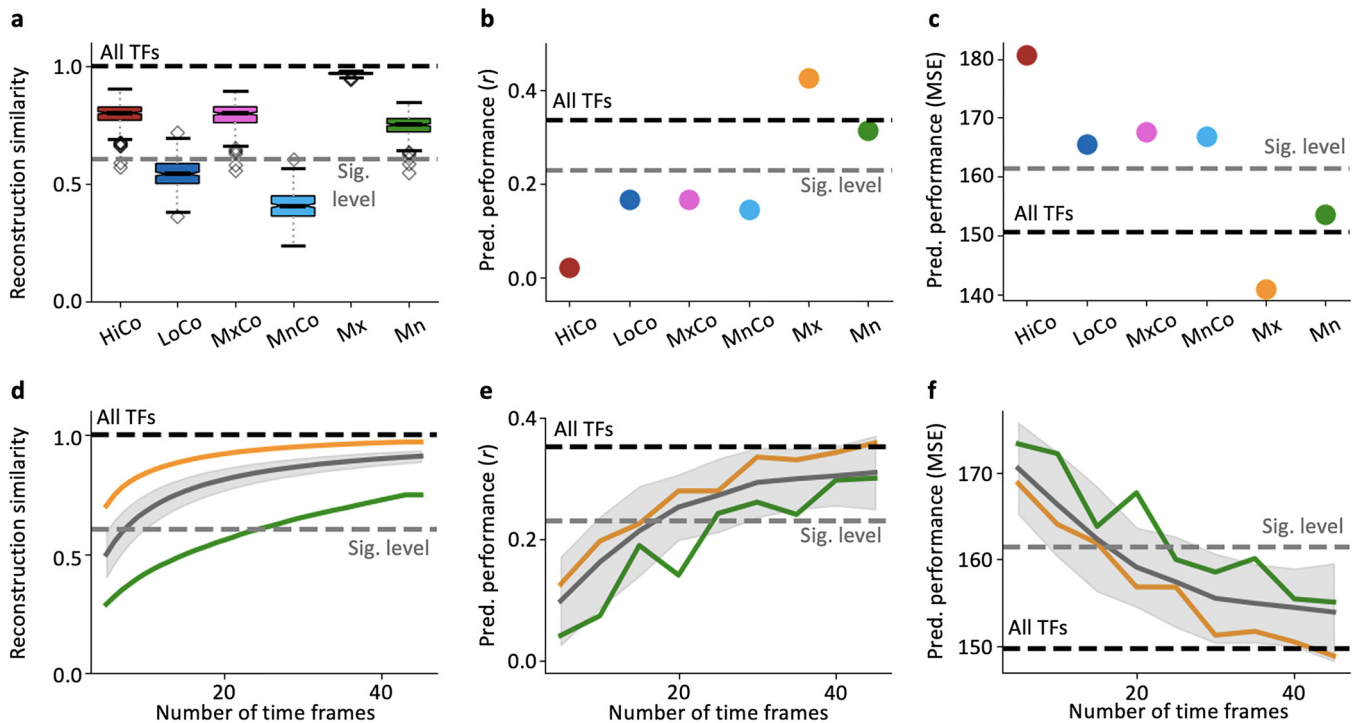 a
Reconstruction similarity
1.0
0.5
0.0
All TFs
Sig.
level
HiCo
LoCo
MxCo
MnCo
Mx
Mn
b
Pred. performance (r)
0.4
0.2
0.0
All TFs
Sig. level
HiCo
LoCo
MxCo
MnCo
Mx
Mn
c
Pred. performance (MSE)
180
170
160
150
140
Sig. level
All TFs
HiCo
LoCo
MxCo
MnCo
Mx
Mn
d
Reconstruction similarity
All TFs
1.0
0.5
0.0
Sig. level
20
40
Number of time frames
e
Pred. performance (r)
0.4
0.2
0.0
All TFs
Sig. level
20
40
Number of time frames
f
Pred. performance (MSE)
170
160
150
Sig. level
All TFs
20
40
Number of time frames